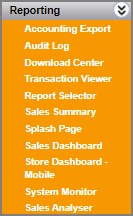 Reporting
Accounting Export
Audit Log
Download Center
Transaction Viewer
Report Selector
Sales Summary
Splash Page
Sales Dashboard
Store Dashboard -
Mobile
System Monitor
Sales Analyser